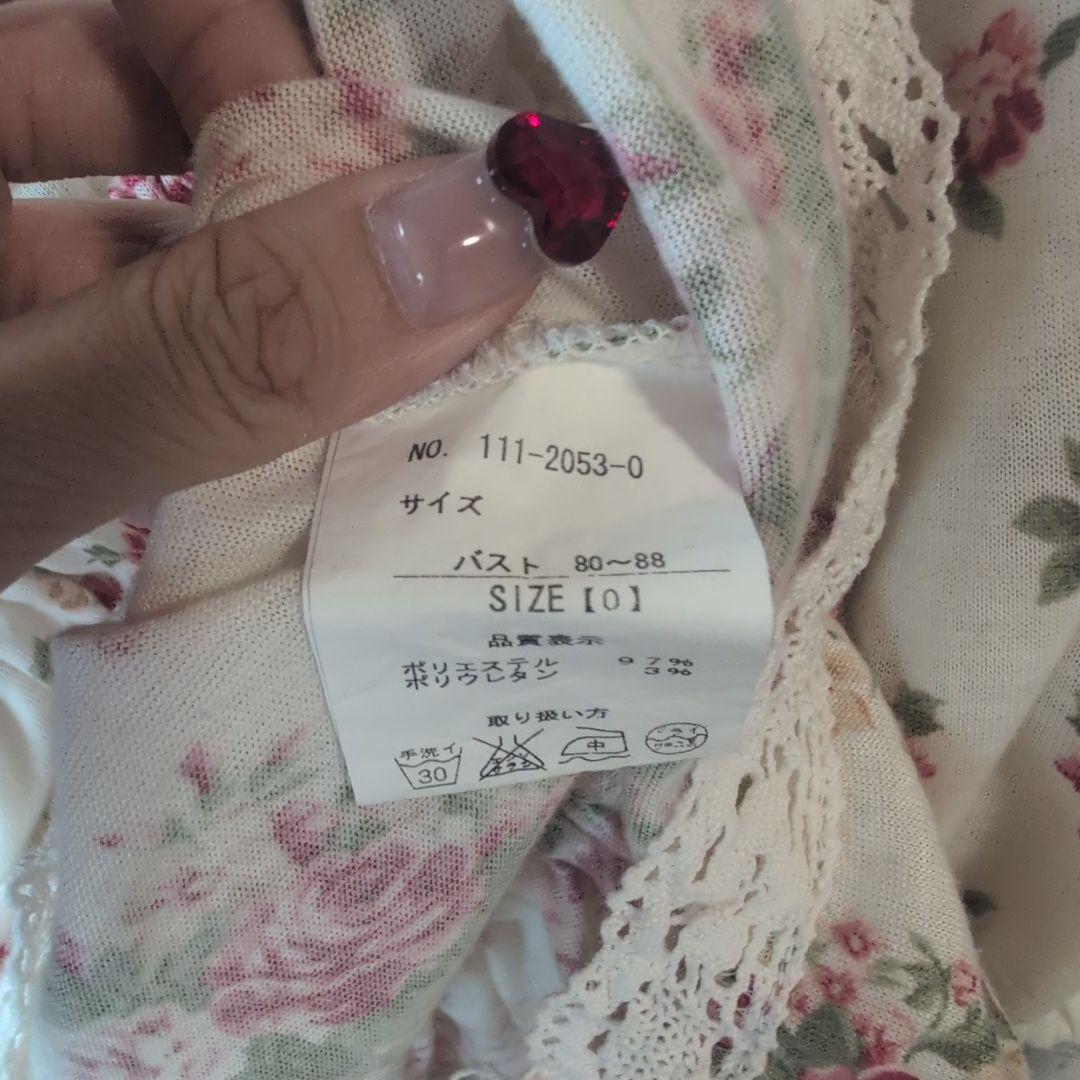 NO. 111-2053-0
サイズ
バスト 80～88
SIZE【0】
品質表示
ポリエステル 97%
ポリウレタン 3%
取り扱い方
手洗イ 30 中